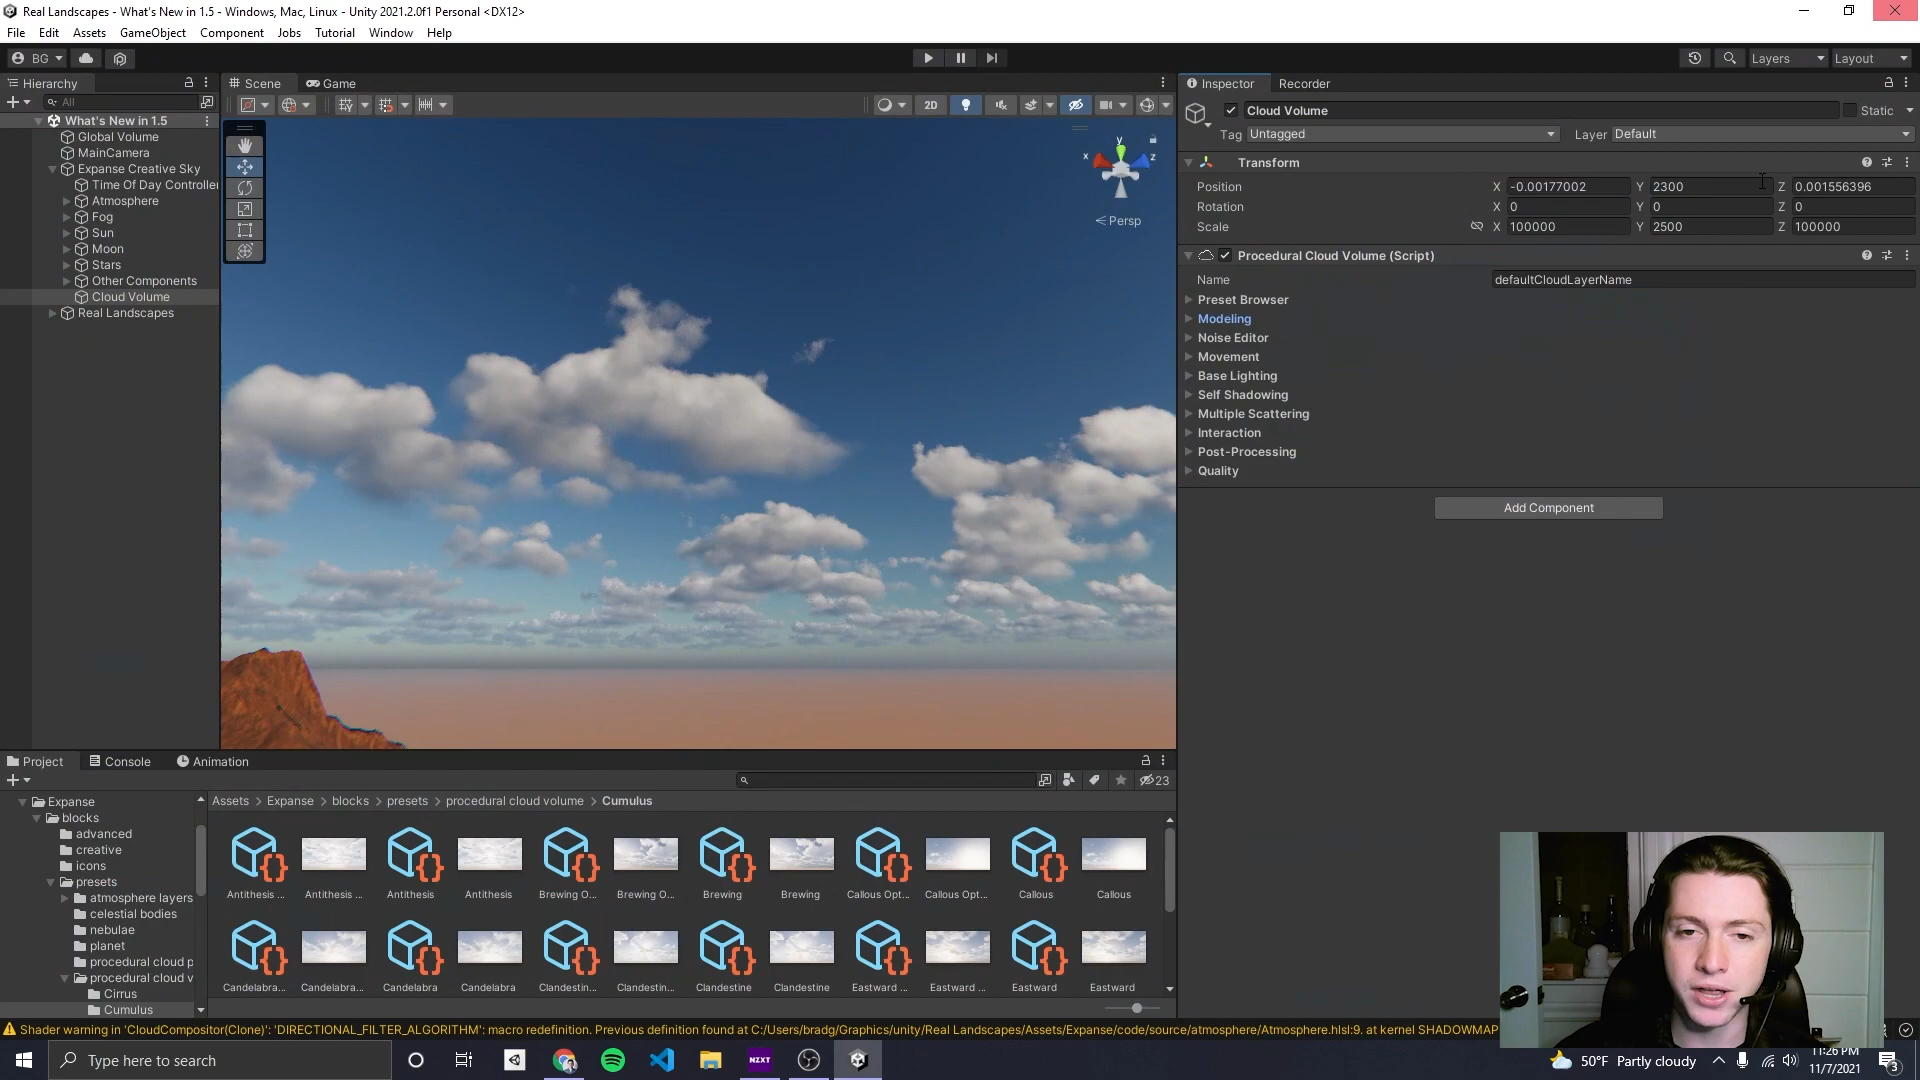 Real Landscapes - What's New in 1.5 - Windows, Mac, Linux - Unity 2021.2.0f1 Personal <DX12>
File Edit Assets GameObject Component Jobs Tutorial Window Help
BG
Layers Layout
Hierarchy
All
What's New in 1.5
Global Volume
MainCamera
Expanse Creative Sky
Time Of Day Controller
Atmosphere
Fog
Sun
Moon
Stars
Other Components
Cloud Volume
Real Landscapes
Scene Game
2D
y
x z
< Persp
Inspector Recorder
Cloud Volume Static
Tag Untagged Layer Default
Transform
Position X -0.00177002 Y 2300 Z 0.001556396
Rotation X 0 Y 0 Z 0
Scale X 100000 Y 2500 Z 100000
Procedural Cloud Volume (Script)
Name defaultCloudLayerName
Preset Browser
Modeling
Noise Editor
Movement
Base Lighting
Self Shadowing
Multiple Scattering
Interaction
Post-Processing
Quality
Add Component
Project Console Animation
23
Expanse
blocks
advanced
creative
icons
presets
atmosphere layers
celestial bodies
nebulae
planet
procedural cloud p
procedural cloud v
Cirrus
Cumulus
Assets > Expanse > blocks > presets > procedural cloud volume > Cumulus
Antithesis ... Antithesis ... Antithesis Antithesis Brewing O... Brewing O... Brewing Brewing Callous Opt... Callous Opt... Callous Callous
Candelabra... Candelabra... Candelabra Candelabra Clandestin... Clandestin... Clandestine Clandestine Eastward ... Eastward ... Eastward Eastward
Shader warning in 'CloudCompositor(Clone)': 'DIRECTIONAL_FILTER_ALGORITHM': macro redefinition. Previous definition found at C:/Users/bradg/Graphics/unity/Real Landscapes/Assets/Expanse/code/source/atmosphere/Atmosphere.hlsl:9. at kernel SHADOWMAP
Type here to search
NZXT
50°F Partly cloudy
11:26 PM
11/7/2021
3